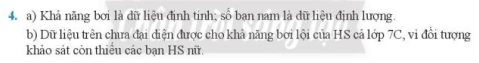 4. a) Khả năng bơi là dữ liệu định tính; số bạn nam là dữ liệu định lượng.
b) Dữ liệu trên chưa đại diện được cho khả năng bơi lội của HS cả lớp 7C, vì đối tượng
khảo sát còn thiếu các bạn HS nữ.